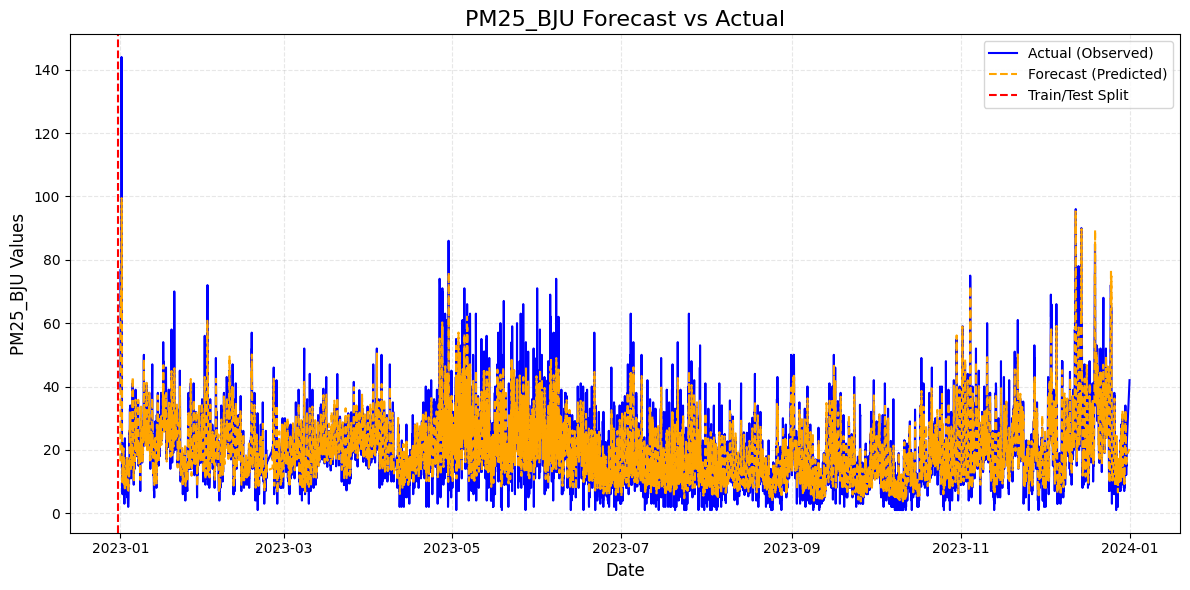 PM25_BJU Forecast vs Actual
Actual (Observed)
Forecast (Predicted)
Train/Test Split
PM25_BJU Values
140
120
100
80
60
40
20
0
2023-01
2023-03
2023-05
2023-07
2023-09
2023-11
2024-01
Date